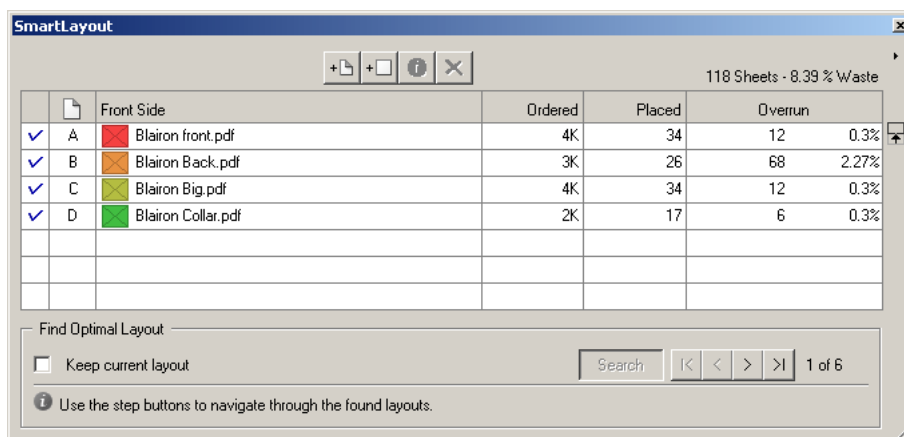 SmartLayout
118 Sheets - 8.39 % Waste
Front Side Ordered Placed Overrun
A Blairon front.pdf 4K 34 12 0.3%
B Blairon Back.pdf 3K 26 68 2.27%
C Blairon Big.pdf 4K 34 12 0.3%
D Blairon Collar.pdf 2K 17 6 0.3%
Find Optimal Layout
Keep current layout Search 1 of 6
Use the step buttons to navigate through the found layouts.